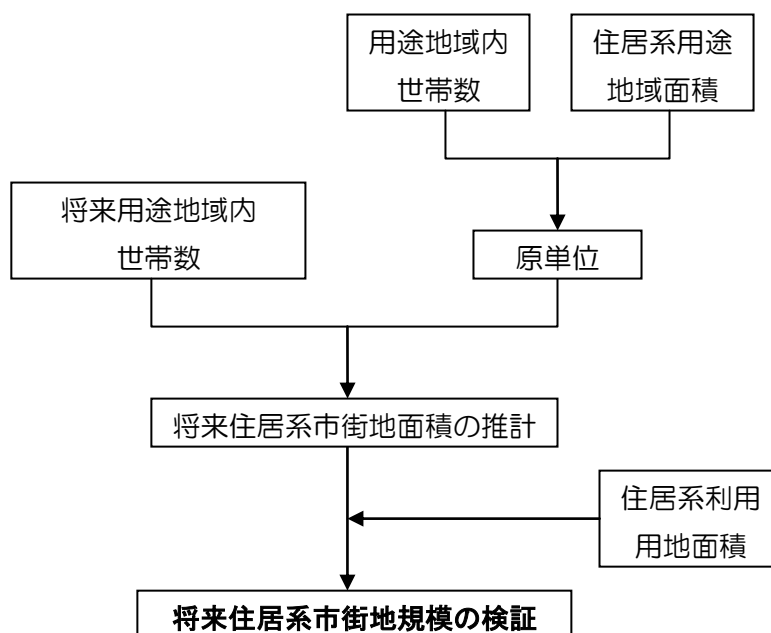 用途地域内
世帯数
住居系用途
地域面積
将来用途地域内
世帯数
原単位
将来住居系市街地面積の推計
住居系利用
用地面積
将来住居系市街地規模の検証